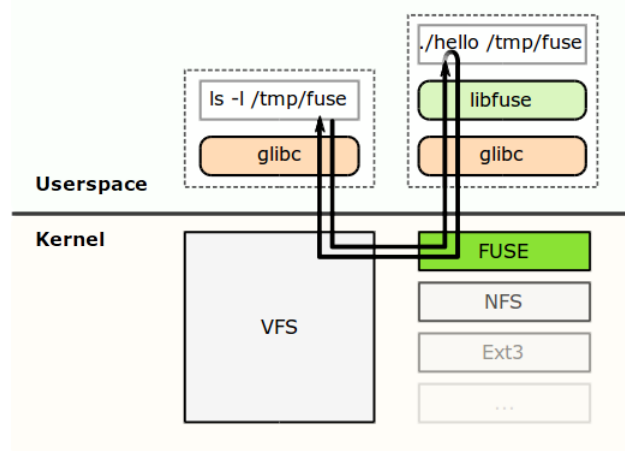 ./hello /tmp/fuse
ls -l /tmp/fuse
libfuse
glibc
glibc
Userspace
Kernel
FUSE
VFS
NFS
Ext3
...